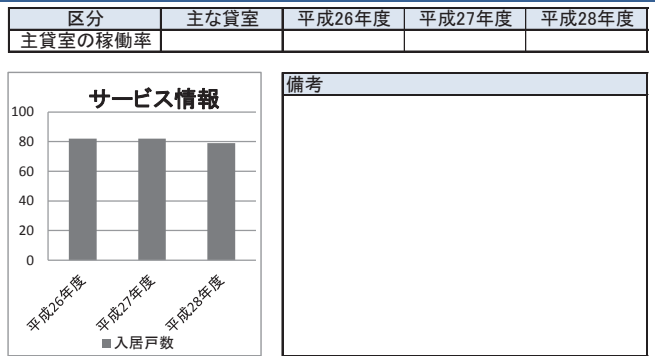 区分 主な貸室 平成26年度 平成27年度 平成28年度
主貸室の稼働率
サービス情報
100
80
60
40
20
0
平成26年度 平成27年度 平成28年度
■入居戸数
備考